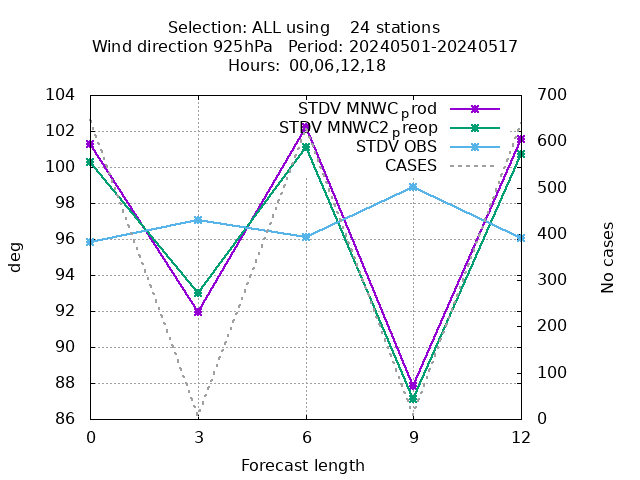 Selection: ALL using    24 stations
Wind direction 925hPa   Period: 20240501-20240517
Hours: 00,06,12,18
STDV MNWC_prod
STDV MNWC2_preop
STDV OBS
CASES
104
102
100
98
96
94
92
90
88
86
700
600
500
400
300
200
100
0
deg
No cases
0 3 6 9 12
Forecast length